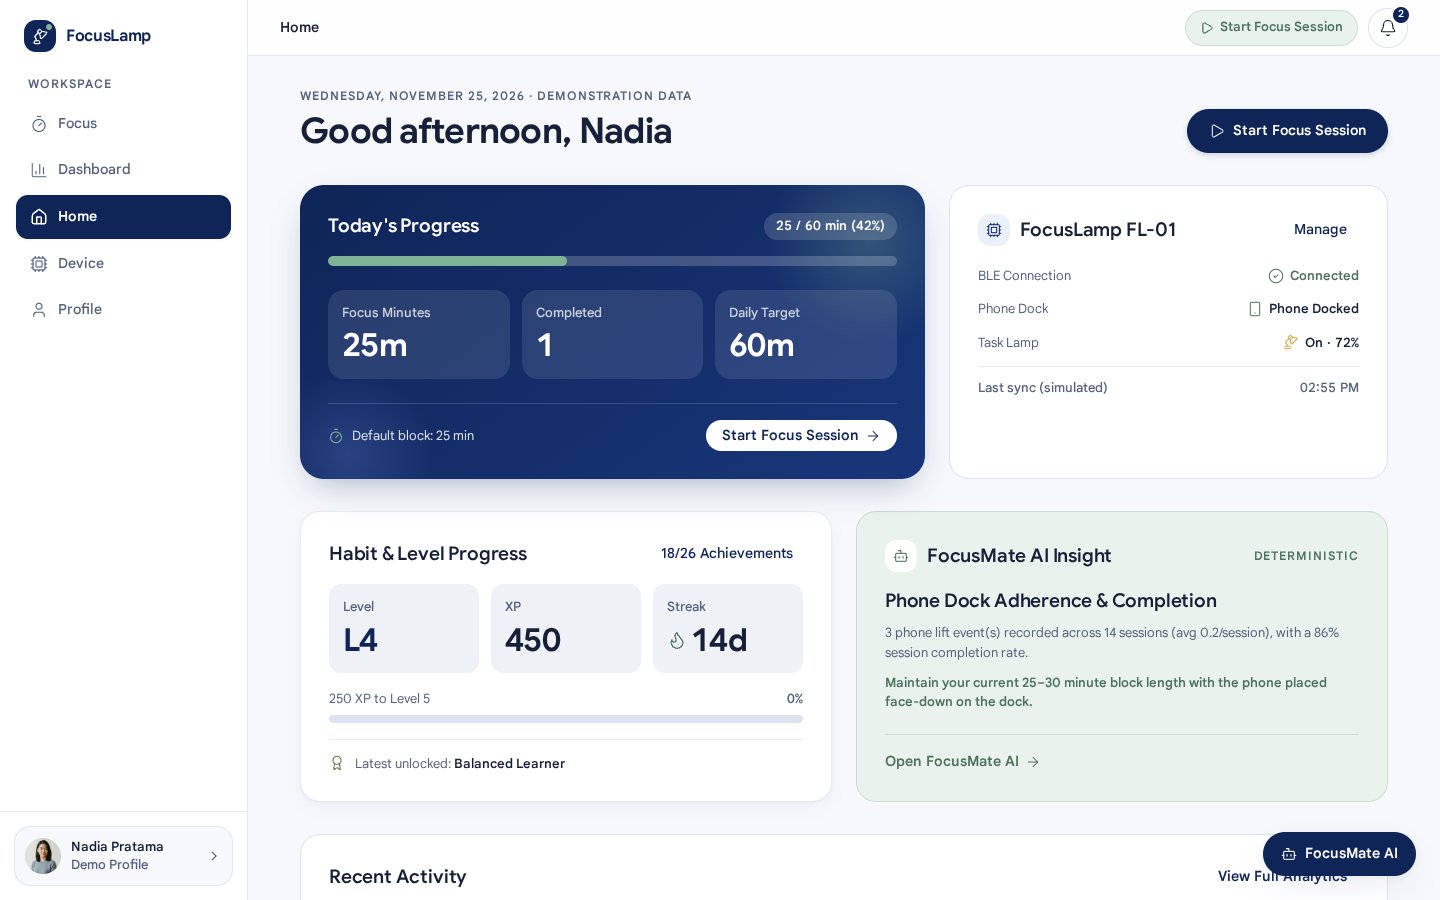 FocusLamp
WORKSPACE
Focus
Dashboard
Home
Device
Profile
Nadia Pratama
Demo Profile
Home
Start Focus Session
2
WEDNESDAY, NOVEMBER 25, 2026 · DEMONSTRATION DATA
Good afternoon, Nadia
Start Focus Session
Today's Progress
25 / 60 min (42%)
Focus Minutes
25m
Completed
1
Daily Target
60m
Default block: 25 min
Start Focus Session
FocusLamp FL-01
Manage
BLE Connection
Connected
Phone Dock
Phone Docked
Task Lamp
On · 72%
Last sync (simulated)
02:55 PM
Habit & Level Progress
18/26 Achievements
Level
L4
XP
450
Streak
14d
250 XP to Level 5
0%
Latest unlocked: Balanced Learner
FocusMate AI Insight
DETERMINISTIC
Phone Dock Adherence & Completion
3 phone lift event(s) recorded across 14 sessions (avg 0.2/session), with a 86%
session completion rate.
Maintain your current 25–30 minute block length with the phone placed
face-down on the dock.
Open FocusMate AI
Recent Activity
View Full Analytics
FocusMate AI